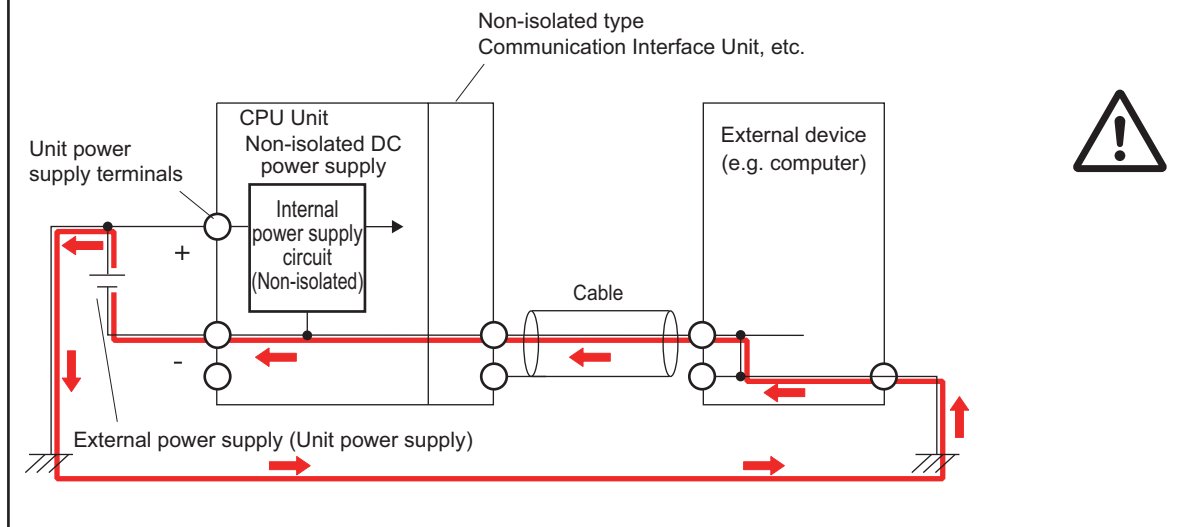 Non-isolated type
Communication Interface Unit, etc.
CPU Unit
Non-isolated DC
power supply
Unit power
supply terminals
Internal
power supply
circuit
(Non-isolated)
+
-
Cable
External device
(e.g. computer)
External power supply (Unit power supply)
!